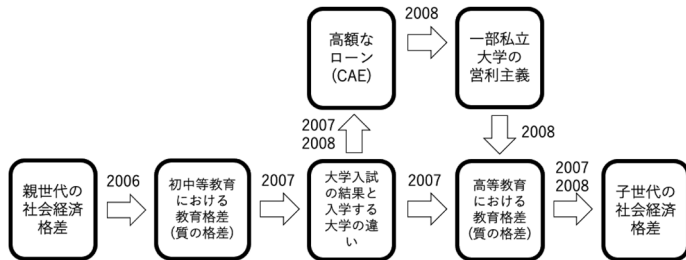 高額な
ローン
(CAE)
2008
一部私立
大学の
営利主義
2007
2008
2008
親世代の
社会経済
格差
2006
初中等教育
における
教育格差
(質の格差)
2007
大学入試
の結果と
入学する
大学の違
い
2007
高等教育
における
教育格差
(質の格差)
2007
2008
子世代の
社会経済
格差